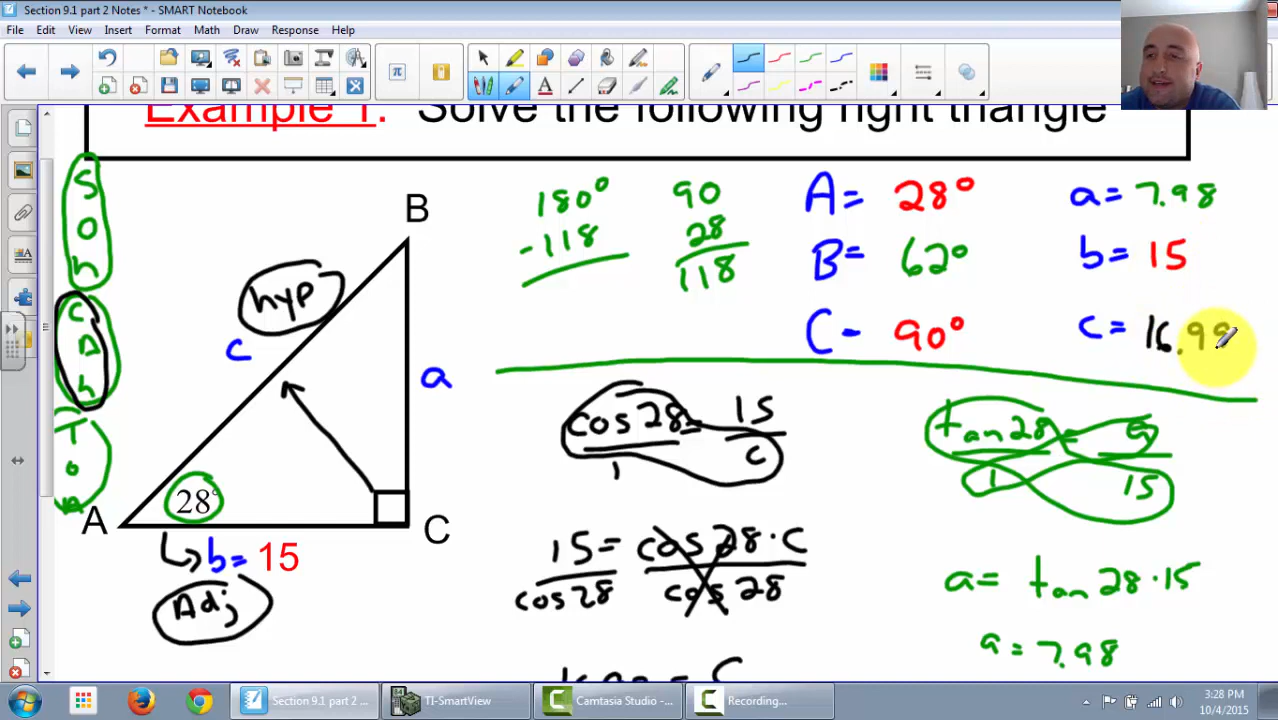 Section 9.1 part 2 Notes * - SMART Notebook
File Edit View Insert Format Math Draw Response Help
Example 1: Solve the following right triangle
Soh
Cah
Toa
B
hyp
c
a
28°
A
C
b = 15
Adj
180°
-118
90
28
118
A = 28°
B = 62°
C = 90°
a = 7.98
b = 15
c = 16.99
cos 28 = 15
1 c
15 = cos 28 · c
cos 28 cos 28
= c
tan 28 = a
1 15
a = tan 28 · 15
a = 7.98
Section 9.1 part 2 ...
TI-SmartView
Camtasia Studio - ...
Recording...
3:28 PM
10/4/2015